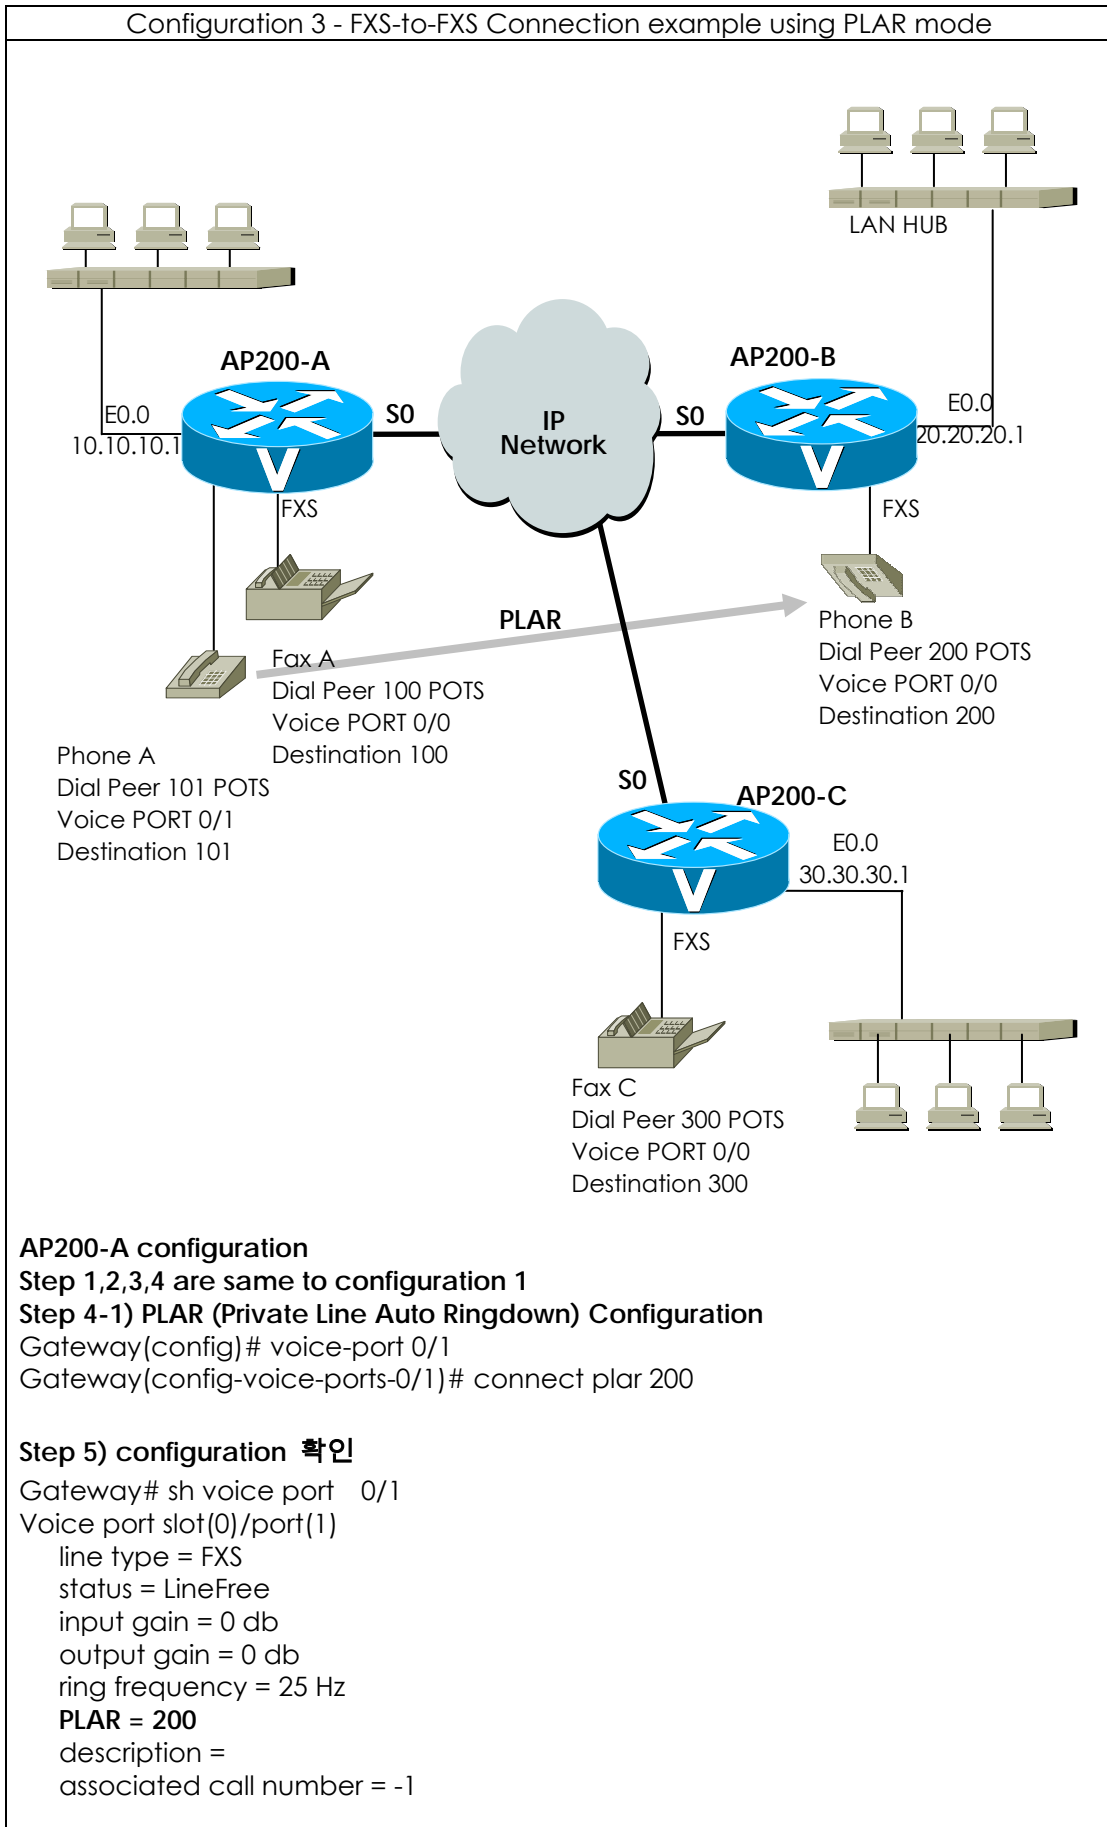 Configuration 3 - FXS-to-FXS Connection example using PLAR mode
LAN HUB
AP200-A
AP200-B
E0.0
10.10.10.1
S0
IP
Network
S0
E0.0
20.20.20.1
FXS
FXS
PLAR
Fax A
Dial Peer 100 POTS
Voice PORT 0/0
Destination 100
Phone B
Dial Peer 200 POTS
Voice PORT 0/0
Destination 200
Phone A
Dial Peer 101 POTS
Voice PORT 0/1
Destination 101
S0
AP200-C
E0.0
30.30.30.1
FXS
Fax C
Dial Peer 300 POTS
Voice PORT 0/0
Destination 300
AP200-A configuration
Step 1,2,3,4 are same to configuration 1
Step 4-1) PLAR (Private Line Auto Ringdown) Configuration
Gateway(config)# voice-port 0/1
Gateway(config-voice-ports-0/1)# connect plar 200
Step 5) configuration 확인
Gateway# sh voice port 0/1
Voice port slot(0)/port(1)
line type = FXS
status = LineFree
input gain = 0 db
output gain = 0 db
ring frequency = 25 Hz
PLAR = 200
description =
associated call number = -1
V
V
V